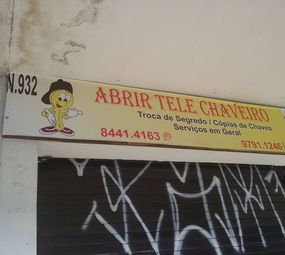 N.932
ABRIR TELE CHAVEIRO
Troca de Segredo / Cópias de Chaves
Serviços em Geral
8441.4163
9791.1246